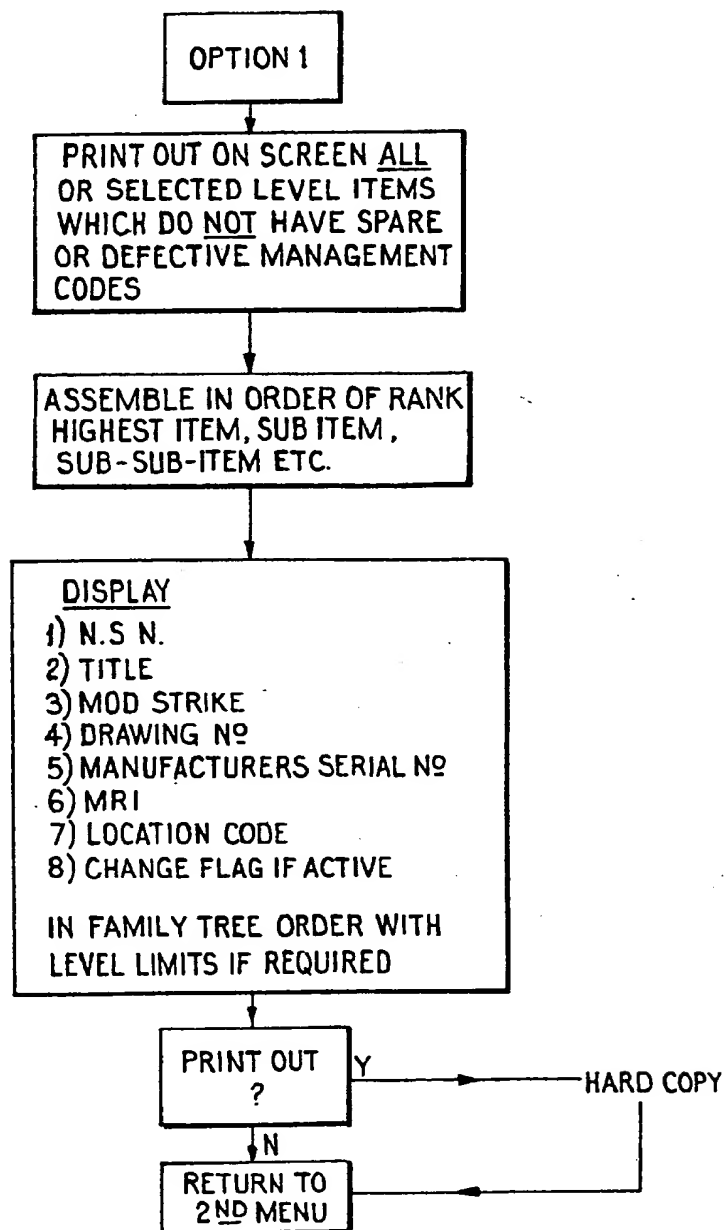 OPTION 1
PRINT OUT ON SCREEN ALL
OR SELECTED LEVEL ITEMS
WHICH DO NOT HAVE SPARE
OR DEFECTIVE MANAGEMENT
CODES
ASSEMBLE IN ORDER OF RANK
HIGHEST ITEM, SUB ITEM,
SUB-SUB-ITEM ETC.
DISPLAY
1) N.S N.
2) TITLE
3) MOD STRIKE
4) DRAWING Nº
5) MANUFACTURERS SERIAL Nº
6) MRI
7) LOCATION CODE
8) CHANGE FLAG IF ACTIVE
IN FAMILY TREE ORDER WITH
LEVEL LIMITS IF REQUIRED
PRINT OUT
?
Y
HARD COPY
N
RETURN TO
2ND MENU